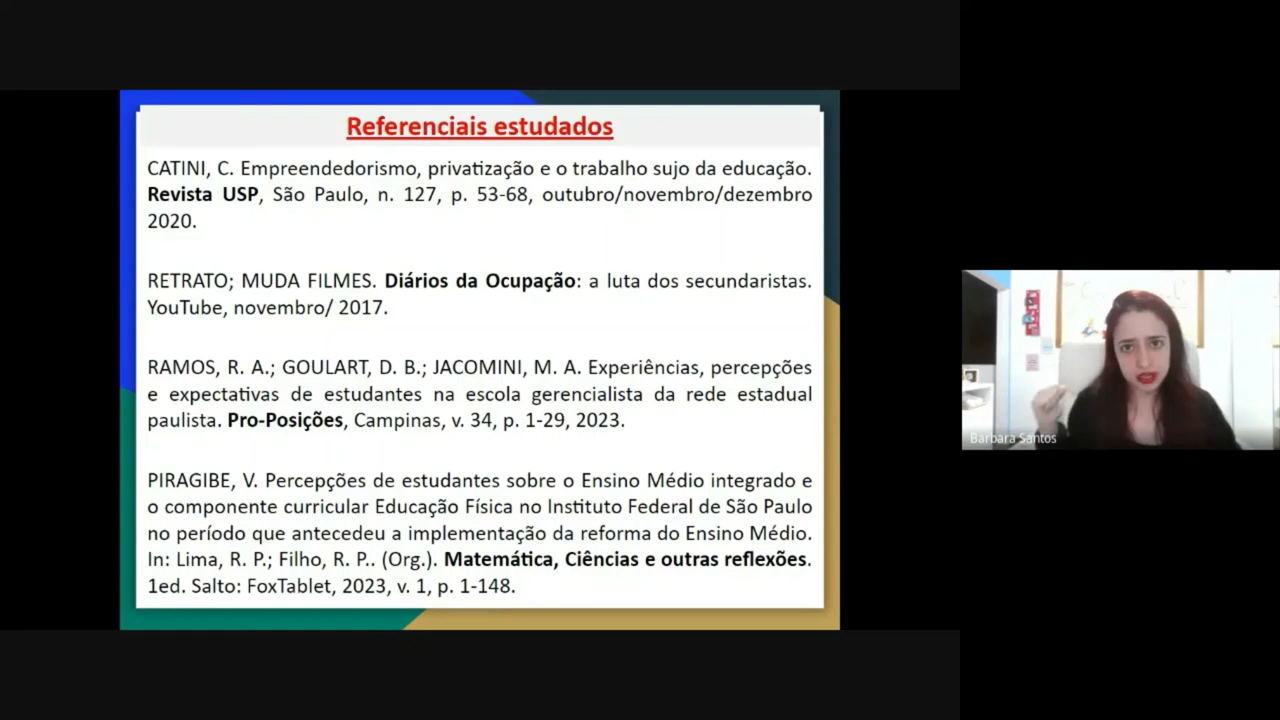 Referenciais estudados
CATINI, C. Empreendedorismo, privatização e o trabalho sujo da educação.
Revista USP, São Paulo, n. 127, p. 53-68, outubro/novembro/dezembro
2020.
RETRATO; MUDA FILMES. Diários da Ocupação: a luta dos secundaristas.
YouTube, novembro/ 2017.
RAMOS, R. A.; GOULART, D. B.; JACOMINI, M. A. Experiências, percepções
e expectativas de estudantes na escola gerencialista da rede estadual
paulista. Pro-Posições, Campinas, v. 34, p. 1-29, 2023.
PIRAGIBE, V. Percepções de estudantes sobre o Ensino Médio integrado e
o componente curricular Educação Física no Instituto Federal de São Paulo
no período que antecedeu a implementação da reforma do Ensino Médio.
In: Lima, R. P.; Filho, R. P.. (Org.). Matemática, Ciências e outras reflexões.
1ed. Salto: FoxTablet, 2023, v. 1, p. 1-148.
Barbara Santos